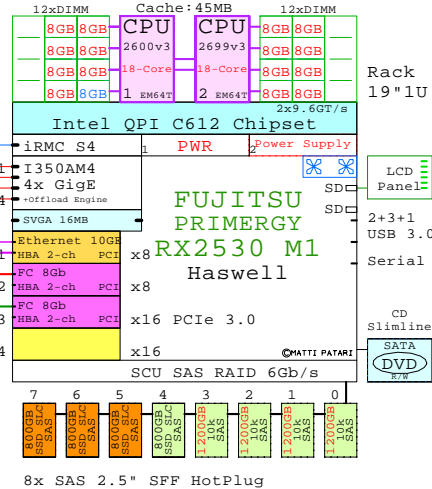 12xDIMM Cache:45MB 12xDIMM
8GB 8GB CPU CPU 8GB 8GB
8GB 8GB 2600v3 2699v3 8GB 8GB
8GB 8GB 18-Core 18-Core 8GB 8GB
8GB 8GB 1 EM64T 2 EM64T 8GB 8GB
Rack
19"1U
2x9.6GT/s
Intel QPI C612 Chipset
iRMC S4 1 PWR 2 Power Supply
I350AM4
4x GigE
+Offload Engine
SVGA 16MB
FUJITSU
PRIMERGY
RX2530 M1
Haswell
SD
SD
LCD
Panel
2+3+1
USB 3.0
Serial
Ethernet 10GB
1 HBA 2-ch PCI x8
FC 8Gb
2 HBA 2-ch PCI x8
FC 8Gb
3 HBA 2-ch PCI x16 PCIe 3.0
4 x16
©MATTI PATARI
CD
Slimline
SATA
DVD
R/W
SCU SAS RAID 6Gb/s
7 6 5 4 3 2 1 0
800GB SSD SLC SAS
800GB SSD SLC SAS
800GB SSD SLC SAS
800GB SSD SLC SAS
1200GB 10k SAS
1200GB 10k SAS
1200GB 10k SAS
1200GB 10k SAS
8x SAS 2.5" SFF HotPlug